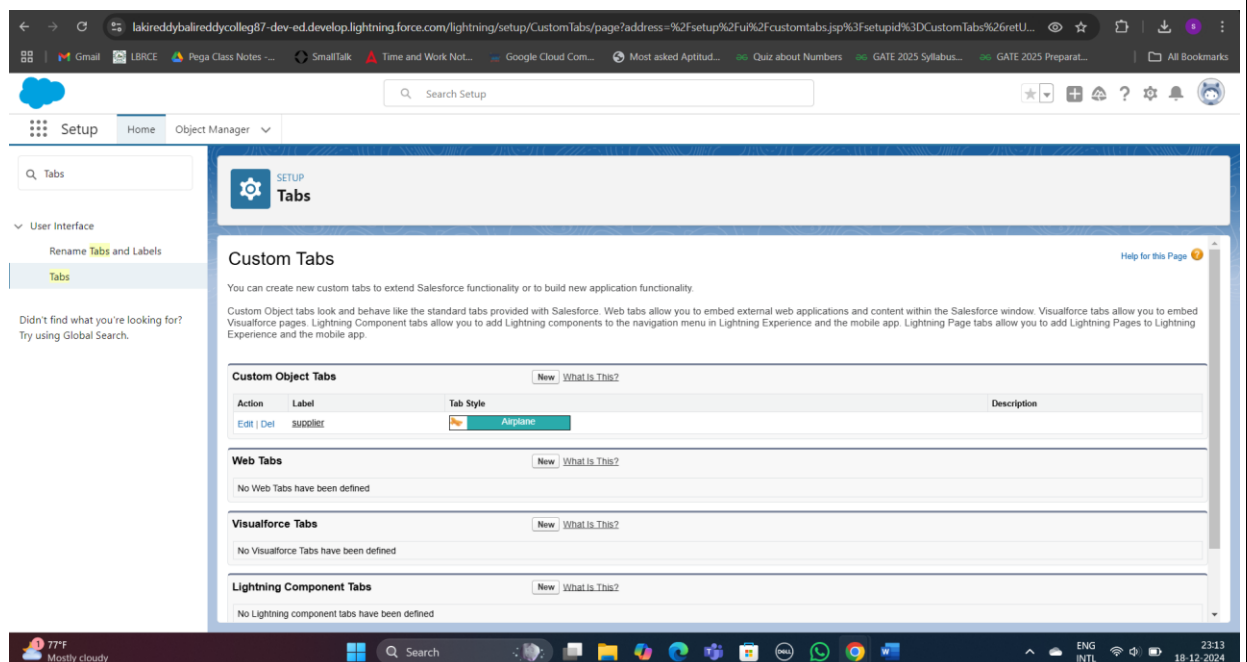 lakireddybalireddycolleg87-dev-ed.develop.lightning.force.com/lightning/setup/CustomTabs/page?address=%2Fsetup%2Fui%2Fcustomtabs.jsp%3Fsetupid%3DCustomTabs%26retU...
S
Gmail LBRCE Pega Class Notes -... SmallTalk Time and Work Not... Google Cloud Com... Most asked Aptitud... Quiz about Numbers GATE 2025 Syllabus... GATE 2025 Preparat... All Bookmarks
Search Setup
Setup Home Object Manager
Tabs
SETUP
Tabs
User Interface
Rename Tabs and Labels
Tabs
Didn't find what you're looking for?
Try using Global Search.
Custom Tabs
Help for this Page
You can create new custom tabs to extend Salesforce functionality or to build new application functionality.
Custom Object tabs look and behave like the standard tabs provided with Salesforce. Web tabs allow you to embed external web applications and content within the Salesforce window. Visualforce tabs allow you to embed
Visualforce pages. Lightning Component tabs allow you to add Lightning components to the navigation menu in Lightning Experience and the mobile app. Lightning Page tabs allow you to add Lightning Pages to Lightning
Experience and the mobile app.
Custom Object Tabs New What Is This?
Action Label Tab Style Description
Edit | Del supplier Airplane
Web Tabs New What Is This?
No Web Tabs have been defined
Visualforce Tabs New What Is This?
No Visualforce Tabs have been defined
Lightning Component Tabs New What Is This?
No Lightning component tabs have been defined
1
77°F
Mostly cloudy
Search
DELL
W
ENG
INTL
23:13
18-12-2024